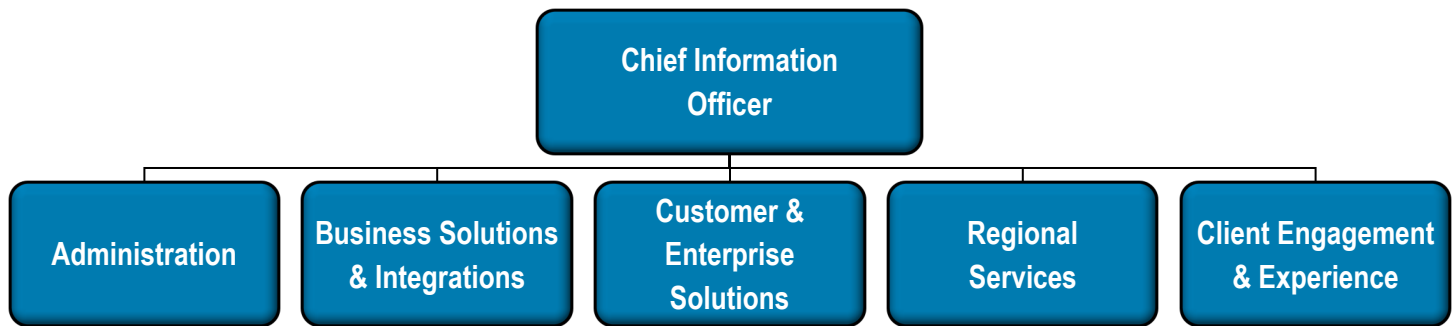 Chief Information
Officer
Administration
Business Solutions
& Integrations
Customer &
Enterprise
Solutions
Regional
Services
Client Engagement
& Experience